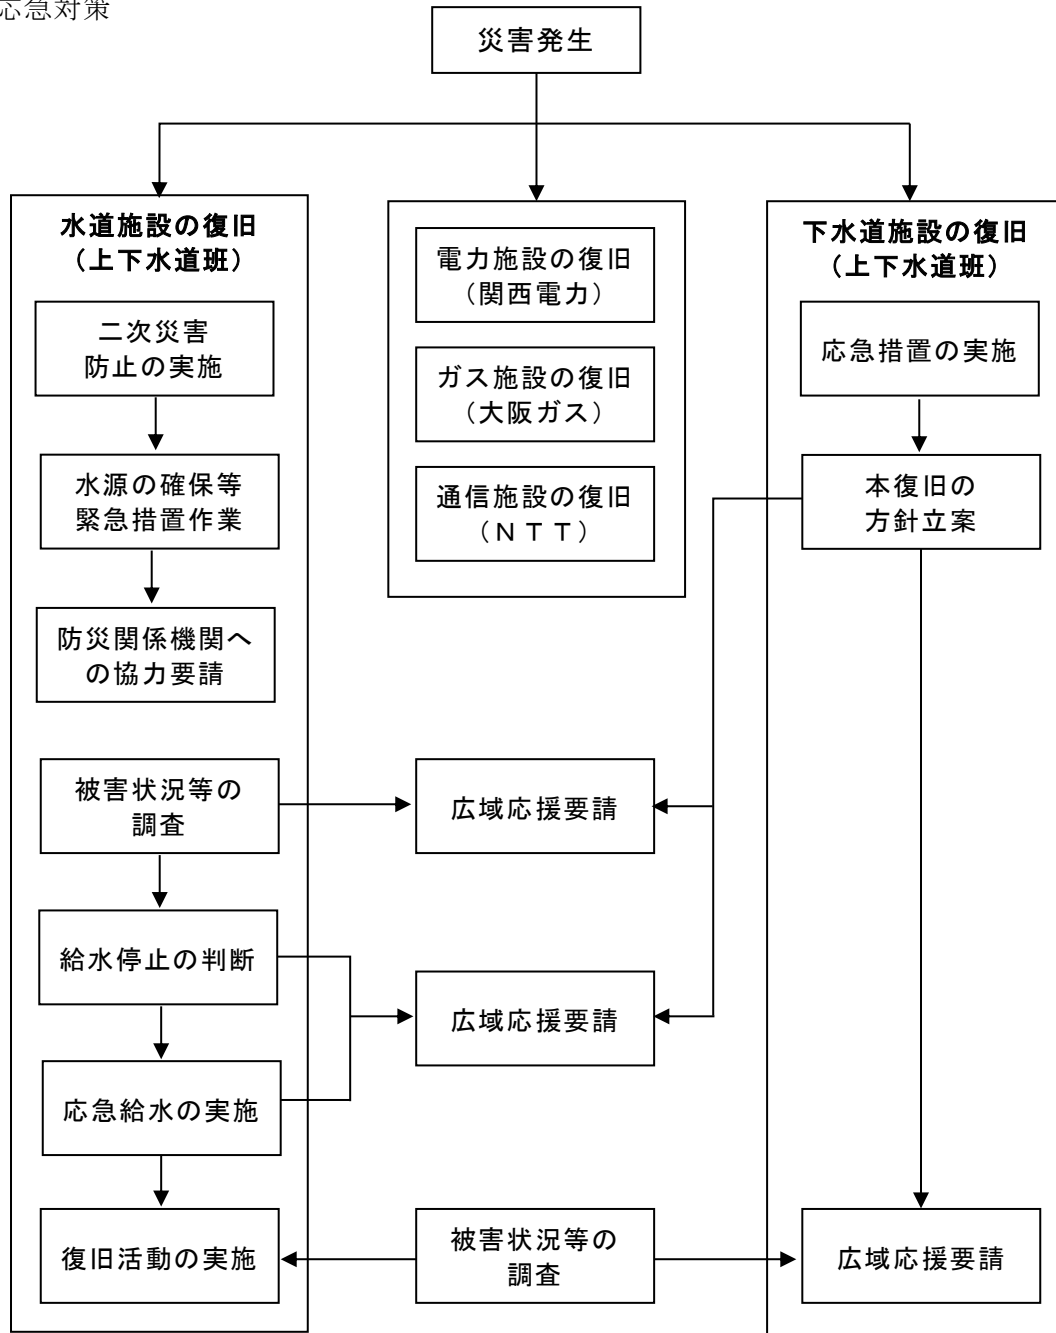 応急対策
災害発生
水道施設の復旧
（上下水道班）
二次災害
防止の実施
水源の確保等
緊急措置作業
防災関係機関へ
の協力要請
被害状況等の
調査
給水停止の判断
応急給水の実施
復旧活動の実施
電力施設の復旧
（関西電力）
ガス施設の復旧
（大阪ガス）
通信施設の復旧
（ＮＴＴ）
広域応援要請
広域応援要請
被害状況等の
調査
下水道施設の復旧
（上下水道班）
応急措置の実施
本復旧の
方針立案
広域応援要請